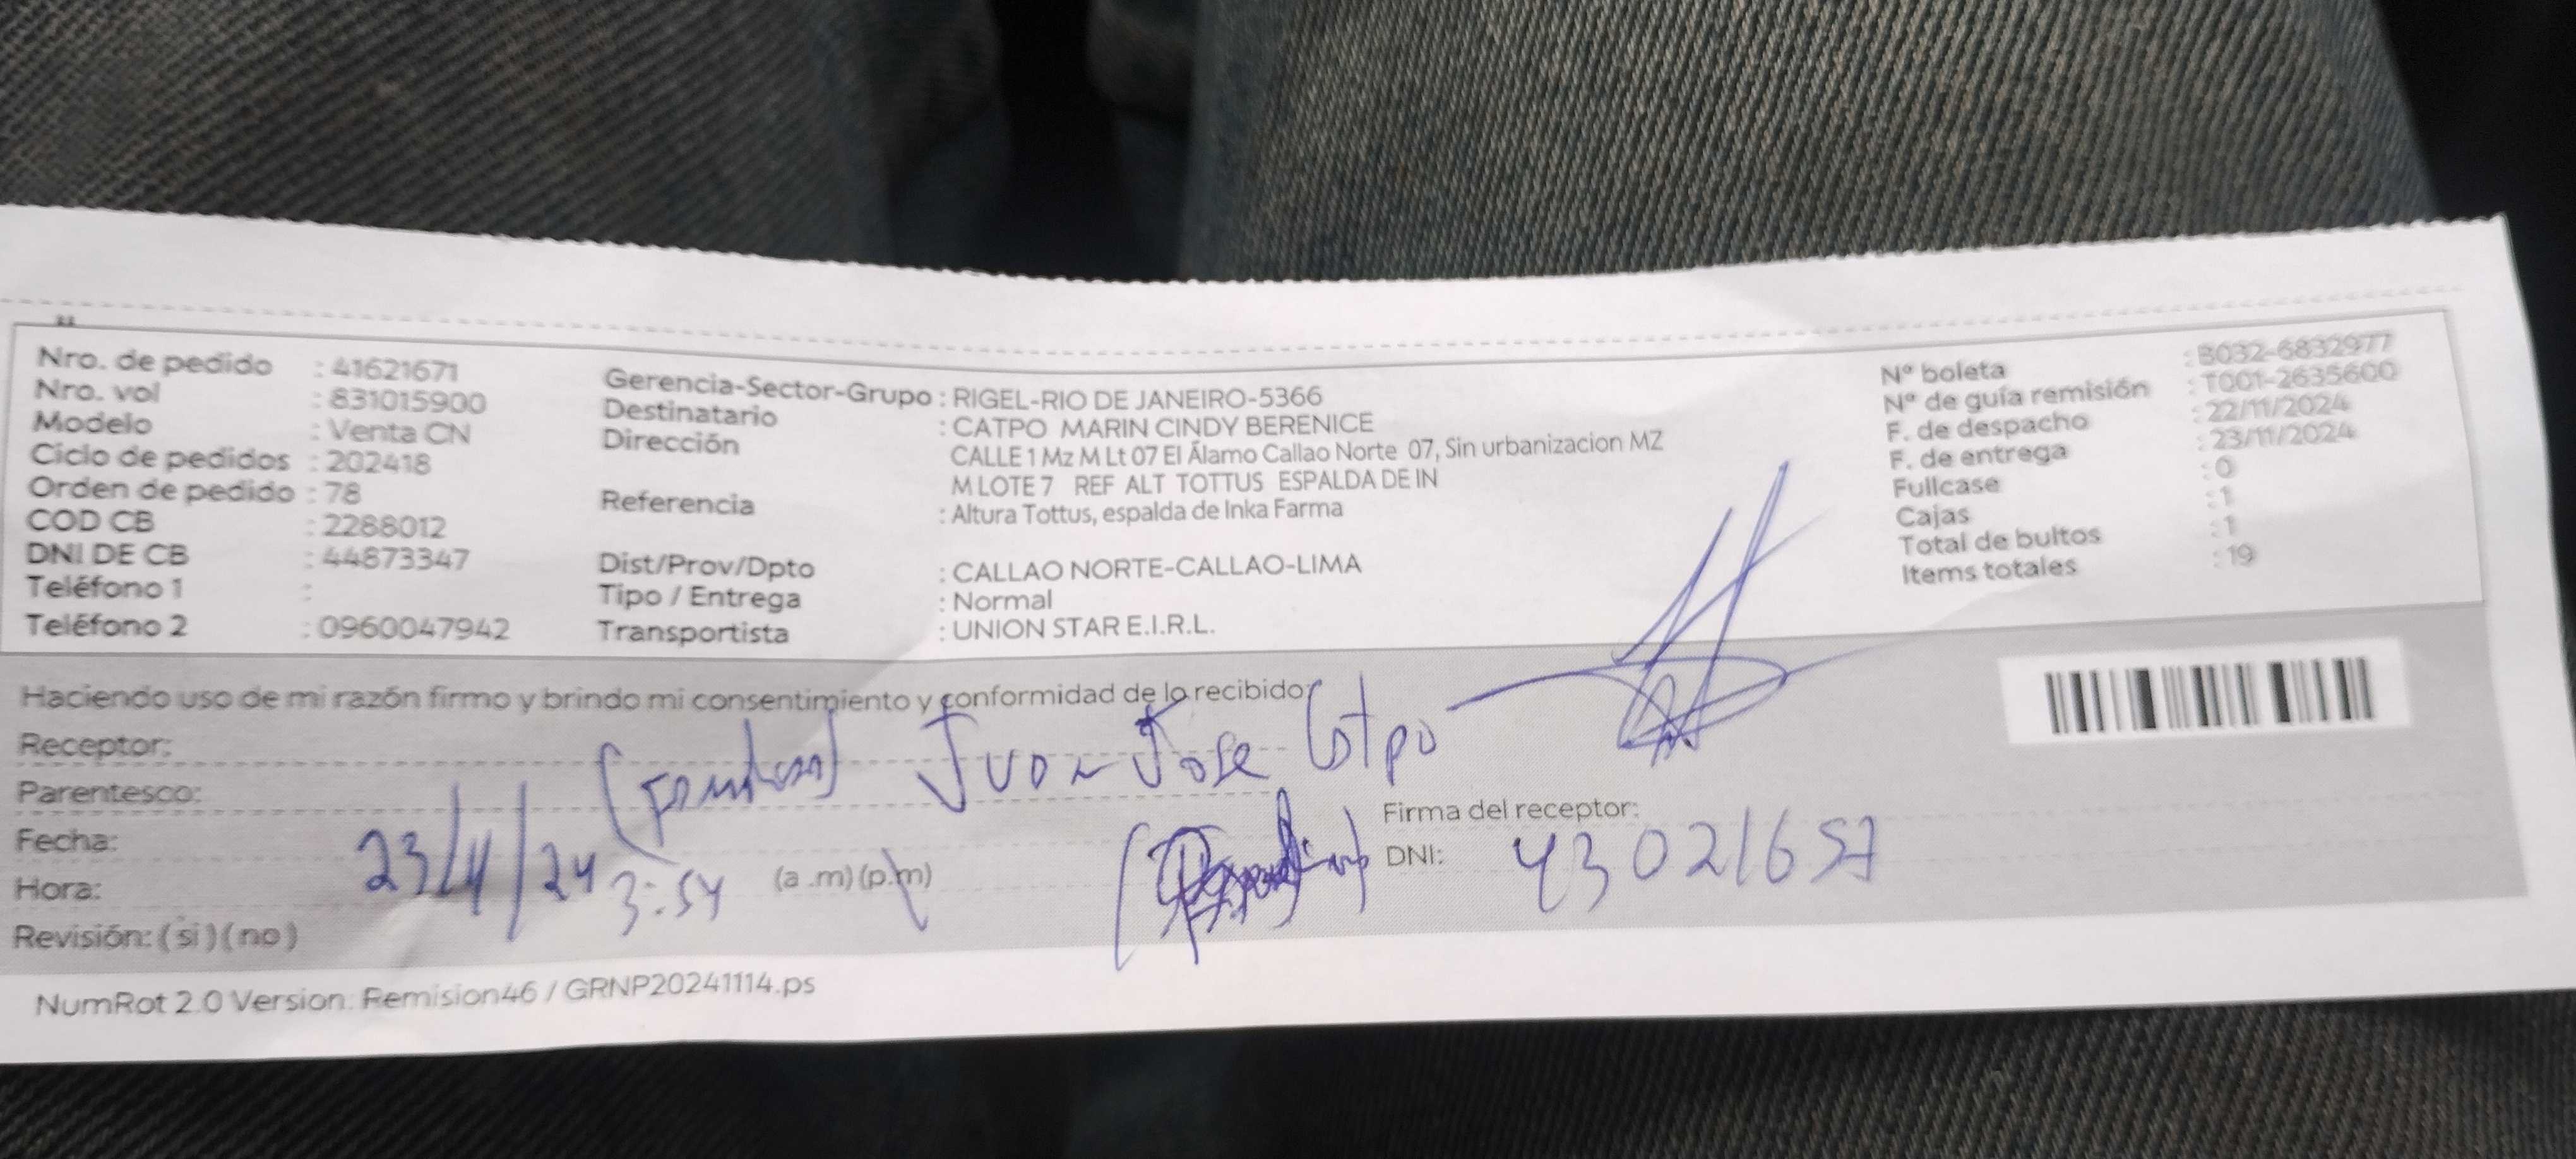 Nro. de pedido : 41621671
Nro. vol : 831015900
Modelo : Venta CN
Ciclo de pedidos : 202418
Orden de pedido : 78
COD CB : 2288012
DNI DE CB : 44873347
Teléfono 1 :
Teléfono 2 : 0960047942
Gerencia-Sector-Grupo : RIGEL-RIO DE JANEIRO-5366
Destinatario : CATPO MARIN CINDY BERENICE
Dirección : CALLE 1 Mz M Lt 07 El Álamo Callao Norte 07, Sin urbanizacion MZ
M LOTE 7 REF ALT TOTTUS ESPALDA DE IN
Referencia : Altura Tottus, espalda de Inka Farma
Dist/Prov/Dpto : CALLAO NORTE-CALLAO-LIMA
Tipo / Entrega : Normal
Transportista : UNION STAR E.I.R.L.
Nº boleta : B032-6832977
Nº de guía remisión : T001-2635600
F. de despacho : 22/11/2024
F. de entrega : 23/11/2024
Fullcase : 0
Cajas : 1
Total de bultos : 1
Items totales : 19
Haciendo uso de mi razón firmo y brindo mi consentimiento y conformidad de lo recibido:
Receptor: Juan Jose Catpo
Parentesco:
Fecha: 23/11/24
Hora: 3:54 (a .m) (p.m)
Revisión: ( si ) ( no )
Firma del receptor:
DNI: 43021657
NumRot 2.0 Version: Remision46 / GRNP20241114.ps